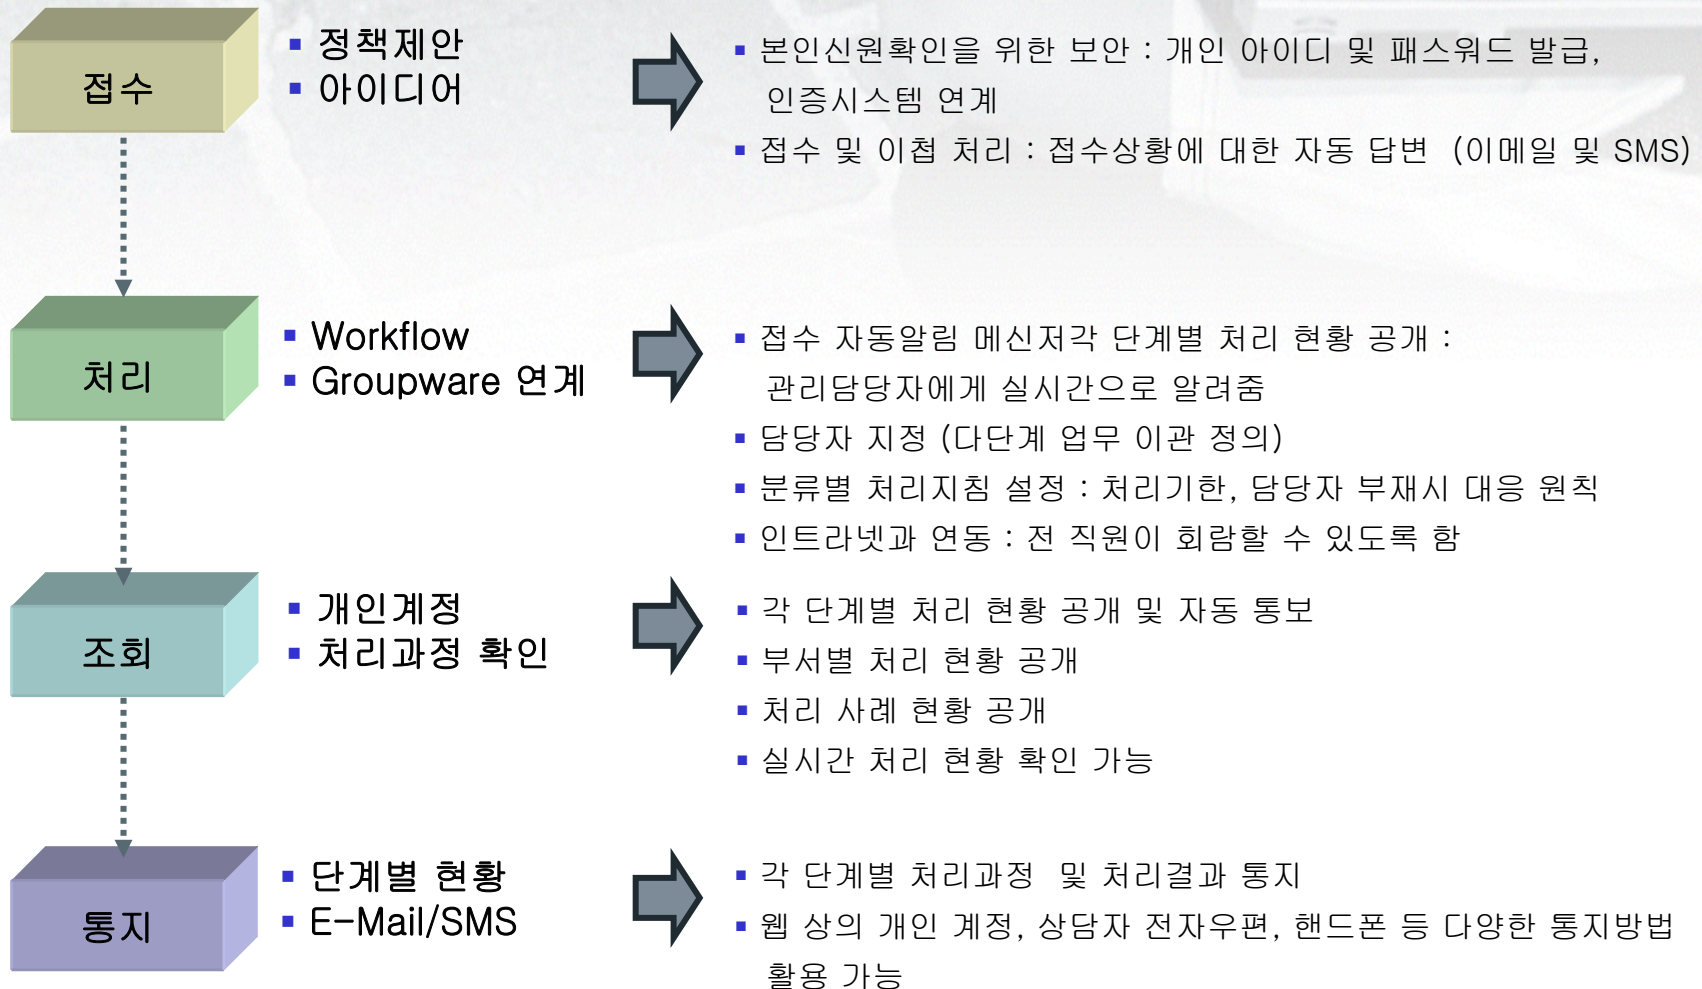 접수
정책제안
아이디어
본인신원확인을 위한 보안 : 개인 아이디 및 패스워드 발급,
인증시스템 연계
접수 및 이첩 처리 : 접수상황에 대한 자동 답변 (이메일 및 SMS)
처리
Workflow
Groupware 연계
접수 자동알림 메신저각 단계별 처리 현황 공개 :
관리담당자에게 실시간으로 알려줌
담당자 지정 (다단계 업무 이관 정의)
분류별 처리지침 설정 : 처리기한, 담당자 부재시 대응 원칙
인트라넷과 연동 : 전 직원이 회람할 수 있도록 함
조회
개인계정
처리과정 확인
각 단계별 처리 현황 공개 및 자동 통보
부서별 처리 현황 공개
처리 사례 현황 공개
실시간 처리 현황 확인 가능
통지
단계별 현황
E-Mail/SMS
각 단계별 처리과정 및 처리결과 통지
웹 상의 개인 계정, 상담자 전자우편, 핸드폰 등 다양한 통지방법
활용 가능